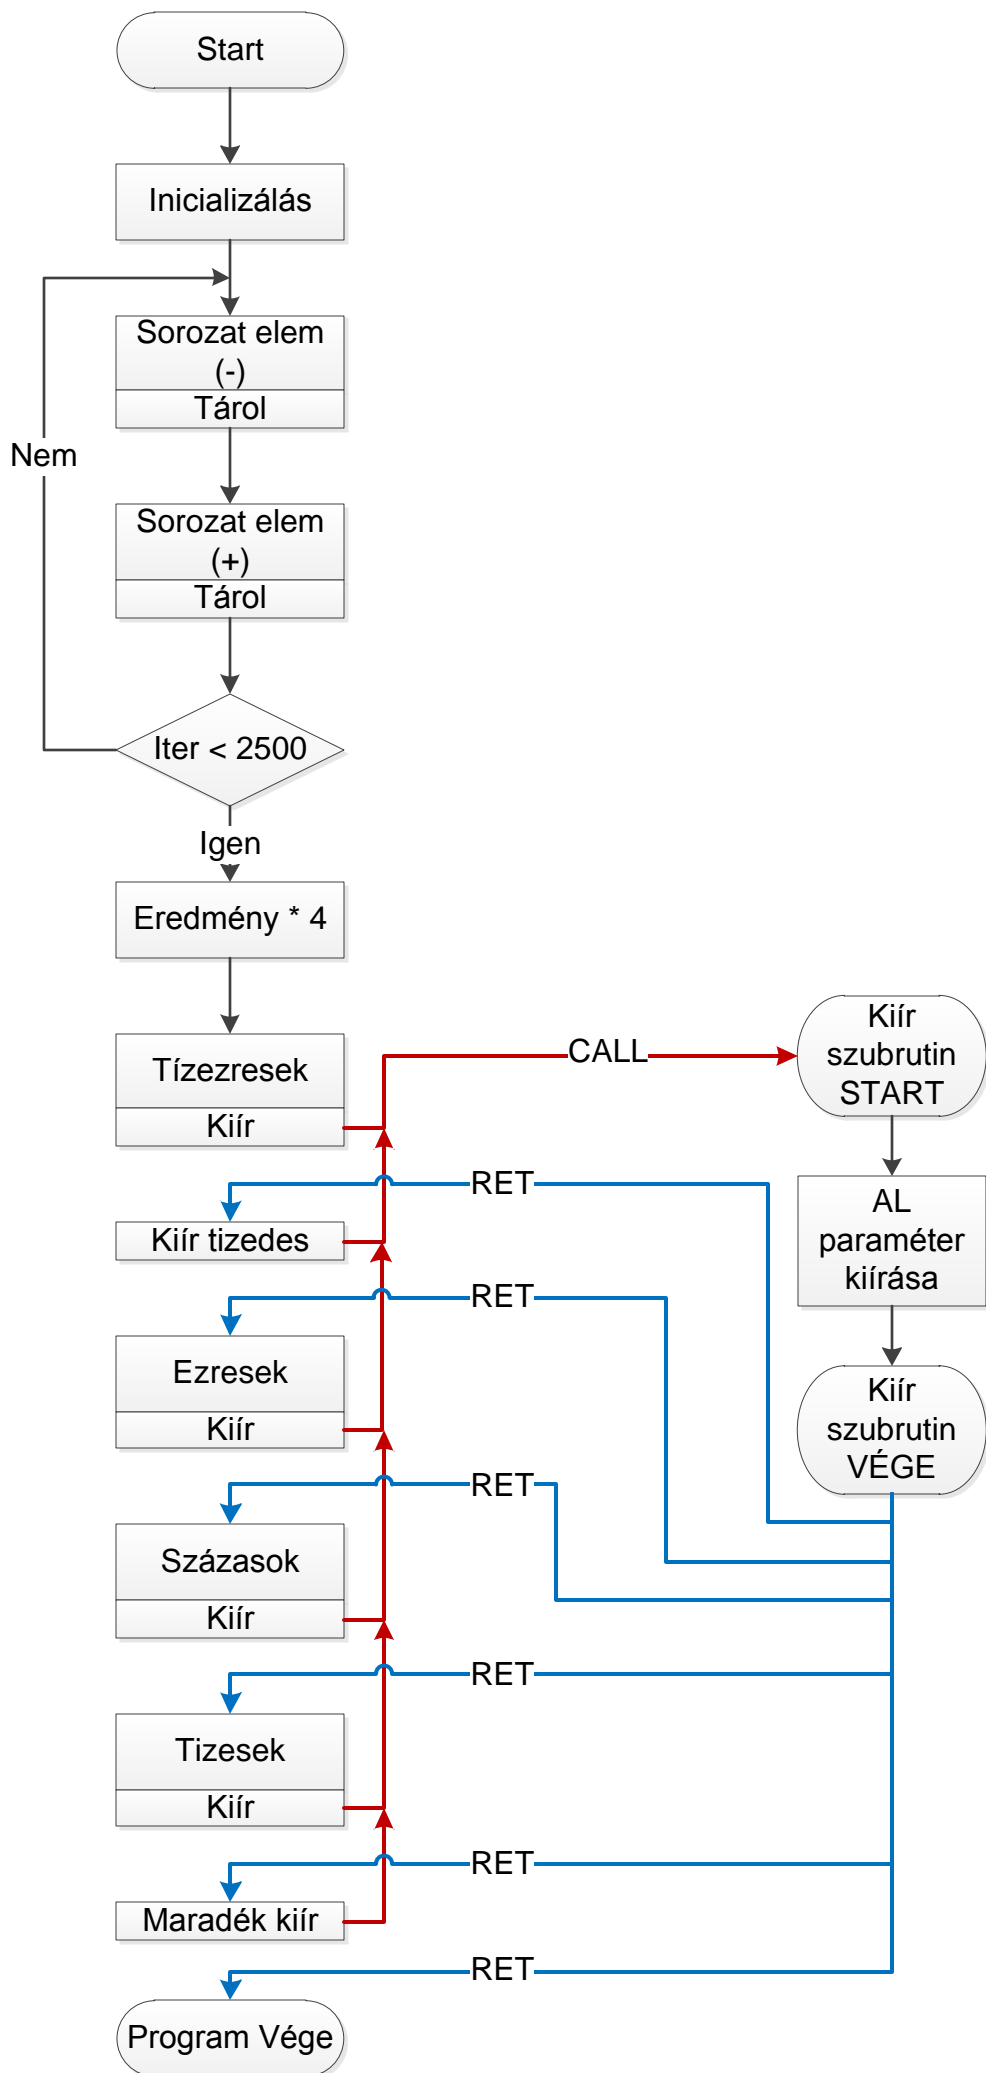 Start
Inicializálás
Sorozat elem
(-)
Tárol
Nem
Sorozat elem
(+)
Tárol
Iter < 2500
Igen
Eredmény * 4
Tízezresek
Kiír
CALL
Kiír
szubrutin
START
RET
Kiír tizedes
AL
paraméter
kiírása
RET
Ezresek
Kiír
Kiír
szubrutin
VÉGE
RET
Százasok
Kiír
RET
Tizesek
Kiír
RET
Maradék kiír
RET
Program Vége